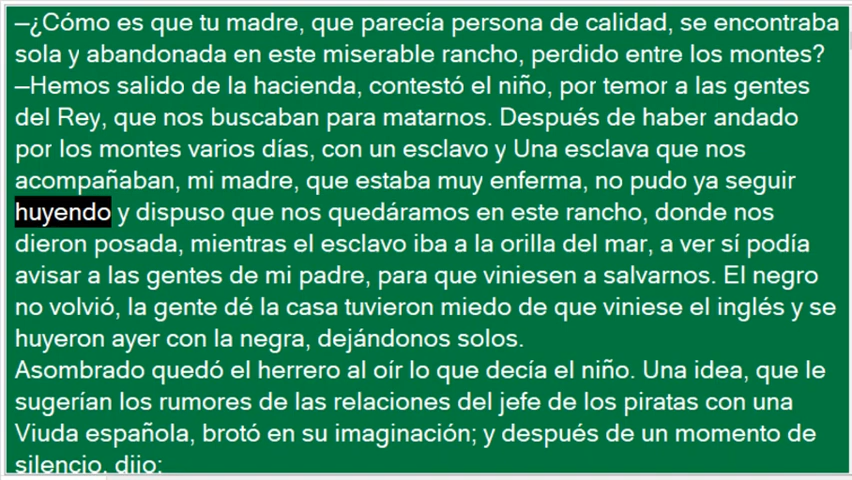 —¿Cómo es que tu madre, que parecía persona de calidad, se encontraba
sola y abandonada en este miserable rancho, perdido entre los montes?
—Hemos salido de la hacienda, contestó el niño, por temor a las gentes
del Rey, que nos buscaban para matarnos. Después de haber andado
por los montes varios días, con un esclavo y Una esclava que nos
acompañaban, mi madre, que estaba muy enferma, no pudo ya seguir
huyendo y dispuso que nos quedáramos en este rancho, donde nos
dieron posada, mientras el esclavo iba a la orilla del mar, a ver sí podía
avisar a las gentes de mi padre, para que viniesen a salvarnos. El negro
no volvió, la gente dé la casa tuvieron miedo de que viniese el inglés y se
huyeron ayer con la negra, dejándonos solos.
Asombrado quedó el herrero al oír lo que decía el niño. Una idea, que le
sugerían los rumores de las relaciones del jefe de los piratas con una
Viuda española, brotó en su imaginación; y después de un momento de
silencio, dijo: